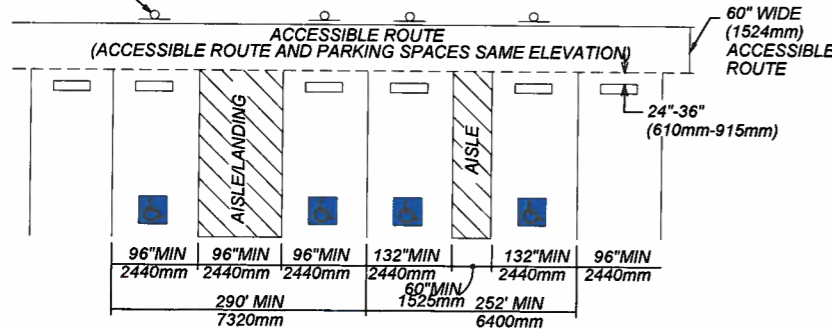 ACCESSIBLE ROUTE
(ACCESSIBLE ROUTE AND PARKING SPACES SAME ELEVATION)
60" WIDE
(1524mm)
ACCESSIBLE
ROUTE
24"-36"
(610mm-915mm)
AISLE/LANDING
AISLE
96"MIN 96"MIN 96"MIN 132"MIN 132"MIN 96"MIN
2440mm 2440mm 2440mm 2440mm 2440mm 2440mm
60"MIN
1525mm
290' MIN 252' MIN
7320mm 6400mm